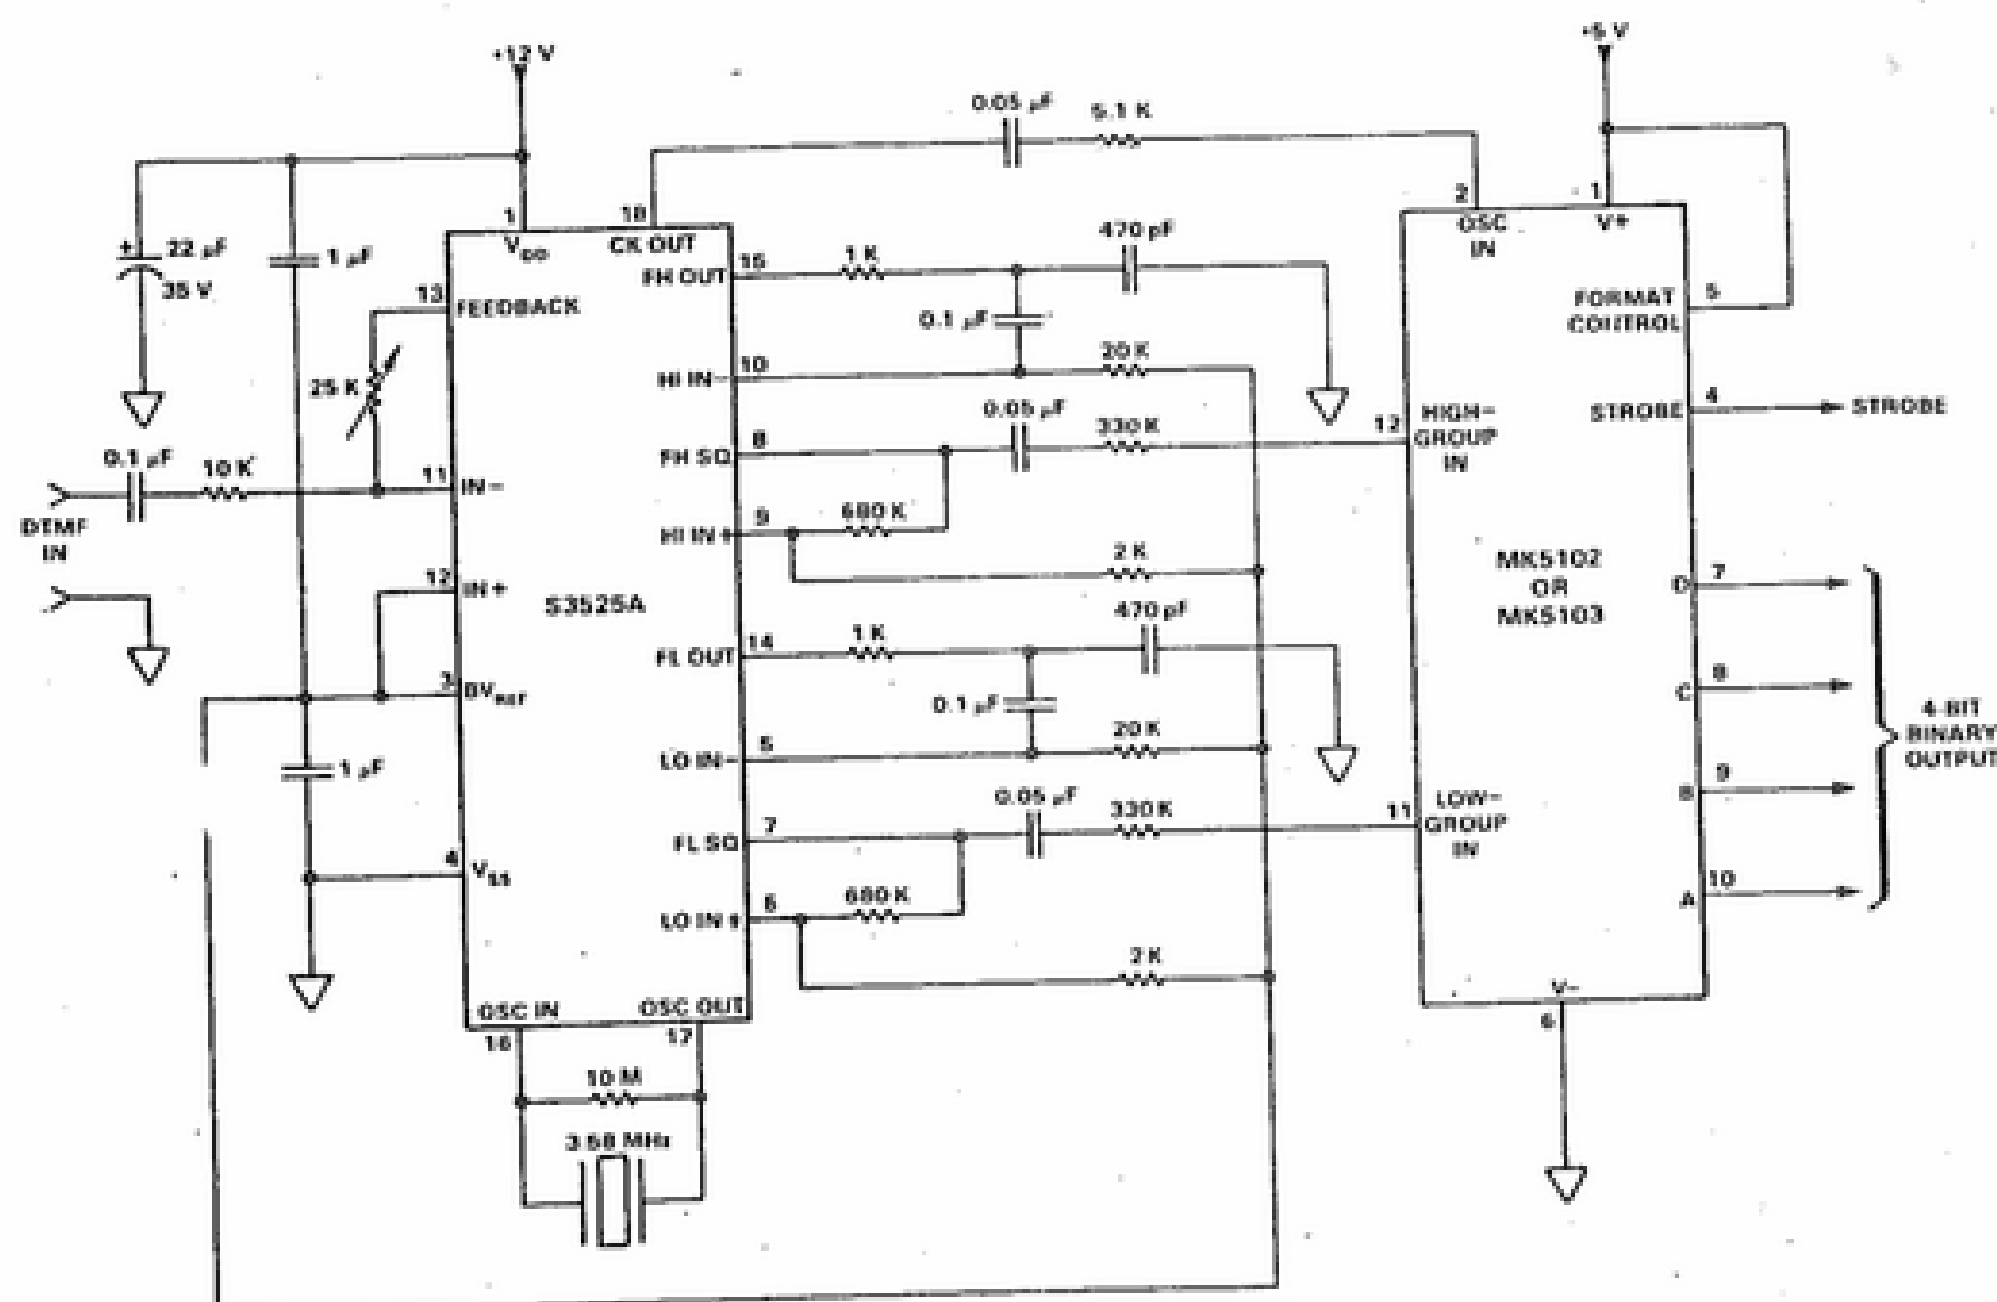 +12 V
+5 V
0.05 µF
5.1 K
22 µF
35 V
1 µF
1
V_DD
18
CK OUT
2
OSC
IN
1
V+
13
FEEDBACK
25 K
15
FH OUT
1 K
470 pF
0.1 µF
10
HI IN-
20 K
FORMAT
CONTROL
5
8
FH SQ
0.05 µF
330 K
12
HIGH-
GROUP
IN
STROBE
4
STROBE
0.1 µF
10 K
DTMF
IN
11
IN-
9
HI IN+
680 K
2 K
12
IN+
S3525A
MK5102
OR
MK5103
14
FL OUT
1 K
470 pF
0.1 µF
3
BV_REF
LO IN-
20 K
1 µF
7
FL SQ
0.05 µF
330 K
11
LOW-
GROUP
IN
D
7
C
8
B
9
A
10
4-BIT
BINARY
OUTPUT
4
V_SS
6
LO IN+
680 K
2 K
OSC IN
16
OSC OUT
17
10 M
3.58 MHz
V-
6